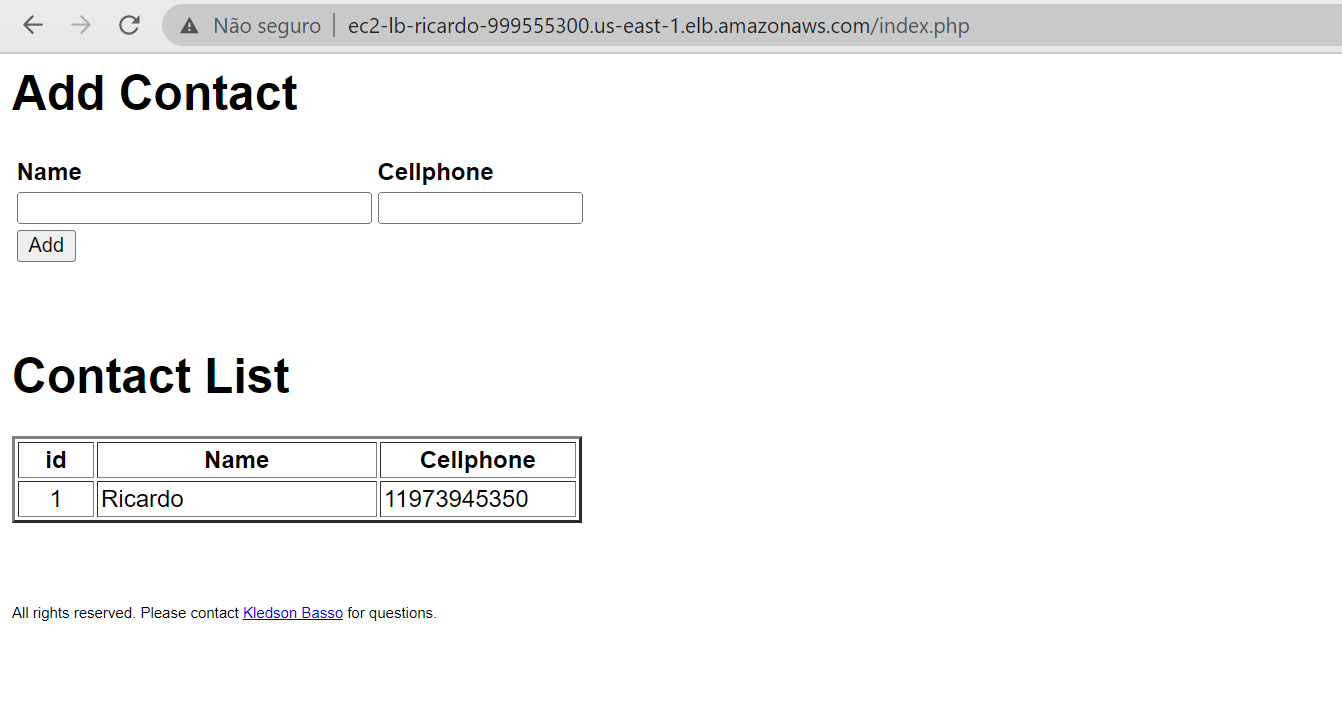 Não seguro ec2-lb-ricardo-999555300.us-east-1.elb.amazonaws.com/index.php
Add Contact
Name Cellphone
Add
Contact List
id Name Cellphone
1 Ricardo 11973945350
All rights reserved. Please contact Kledson Basso for questions.